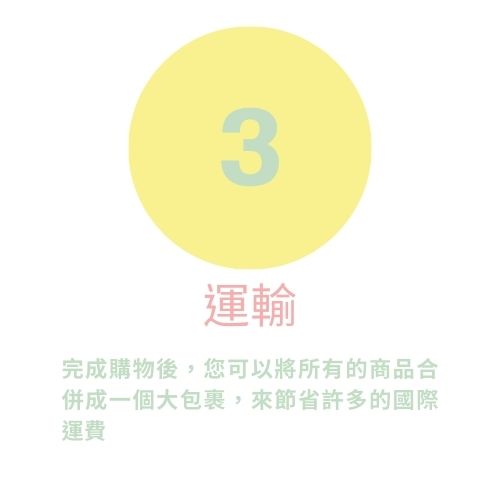 3
運輸
完成購物後，您可以將所有的商品合
併成一個大包裹，來節省許多的國際
運費